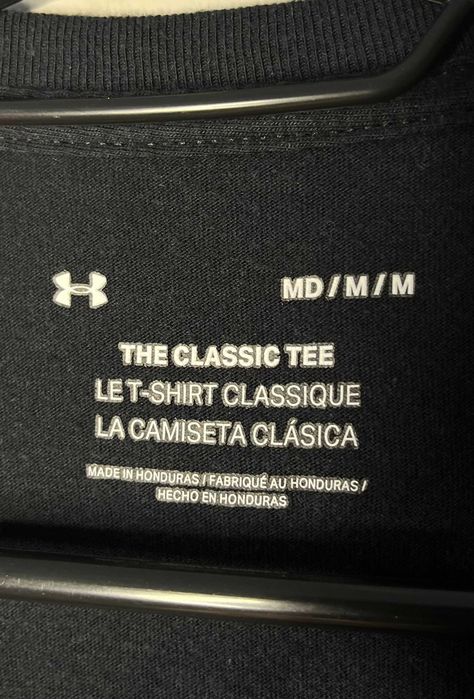 MD / M / M
THE CLASSIC TEE
LE T-SHIRT CLASSIQUE
LA CAMISETA CLÁSICA
MADE IN HONDURAS / FABRIQUÉ AU HONDURAS /
HECHO EN HONDURAS